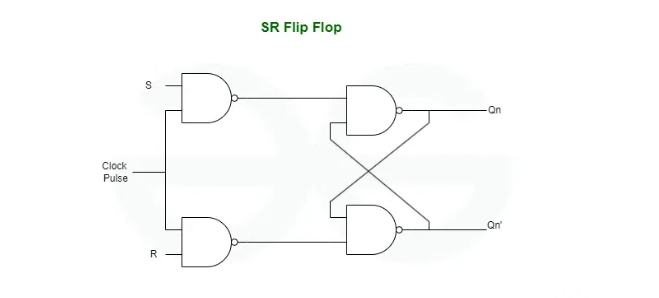 SR Flip Flop
S
Qn
Clock
Pulse
Qn'
R